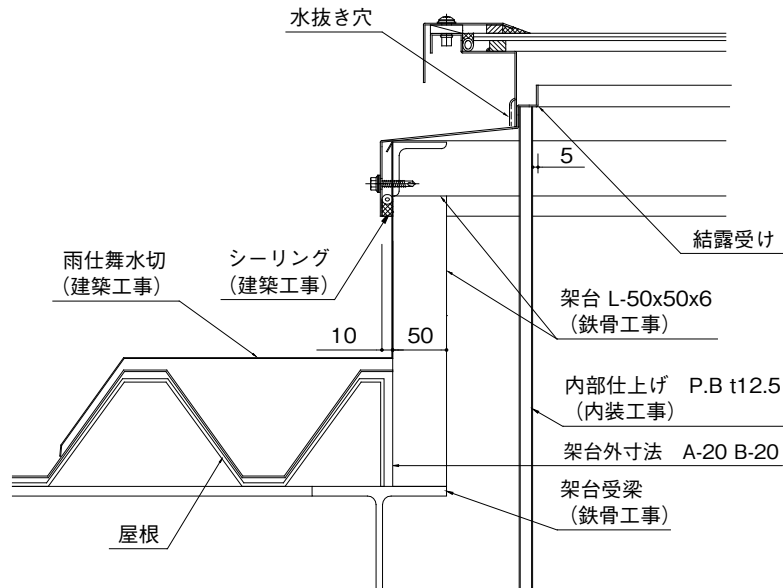 水抜き穴
5
結露受け
雨仕舞水切
(建築工事)
シーリング
(建築工事)
架台 L-50x50x6
(鉄骨工事)
10
50
内部仕上げ P.B t12.5
(内装工事)
架台外寸法 A-20 B-20
架台受梁
(鉄骨工事)
屋根